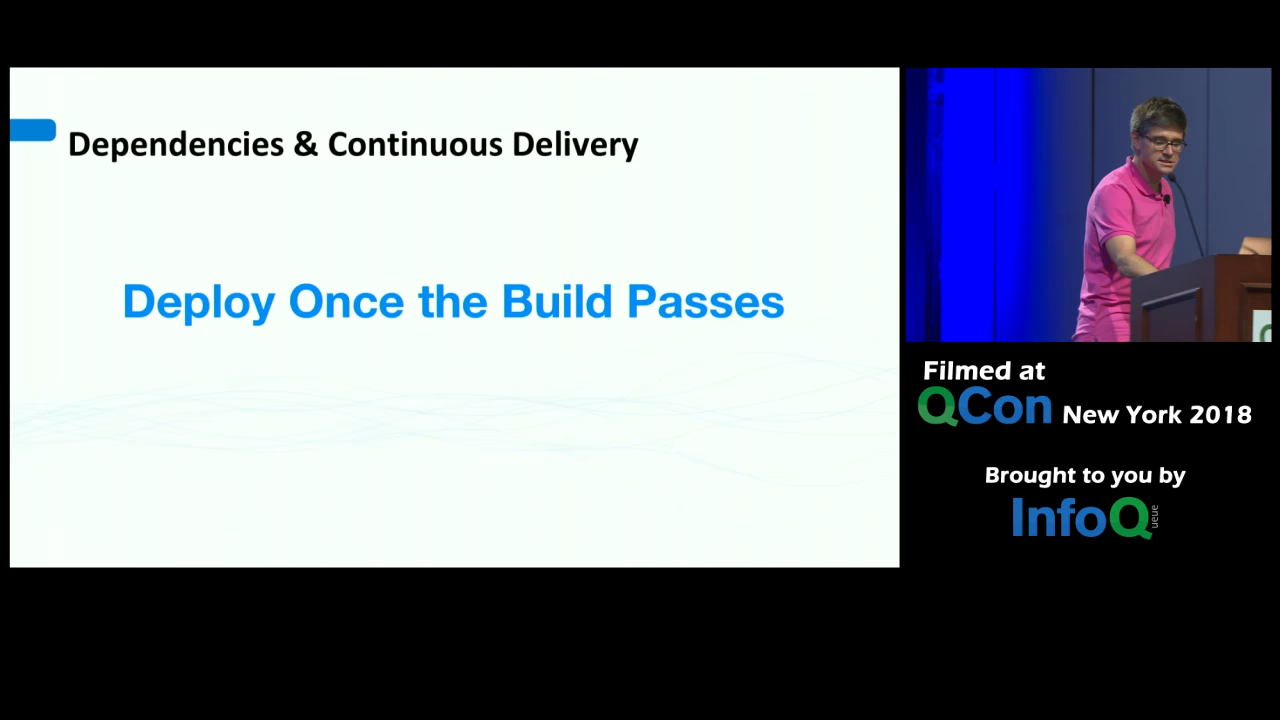 Dependencies & Continuous Delivery
Deploy Once the Build Passes
Filmed at
QCon New York 2018
Brought to you by
InfoQ
ueue